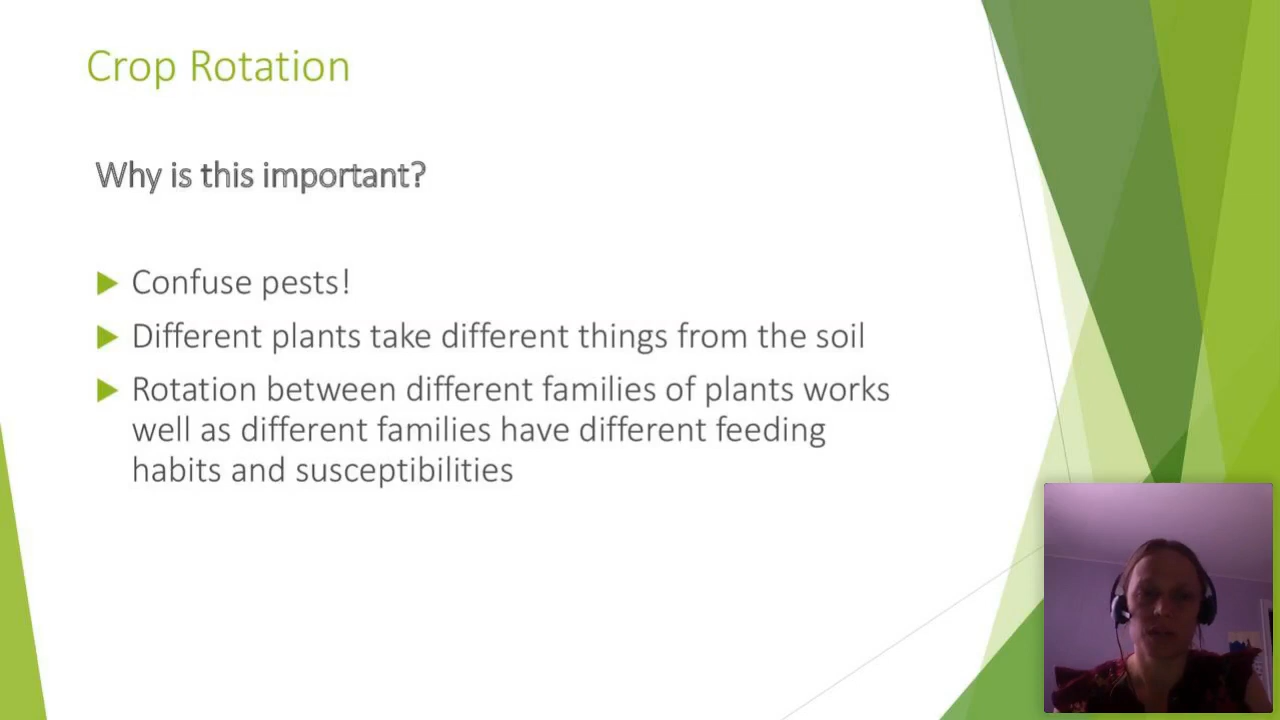 Crop Rotation
Why is this important?
Confuse pests!
Different plants take different things from the soil
Rotation between different families of plants works
well as different families have different feeding
habits and susceptibilities